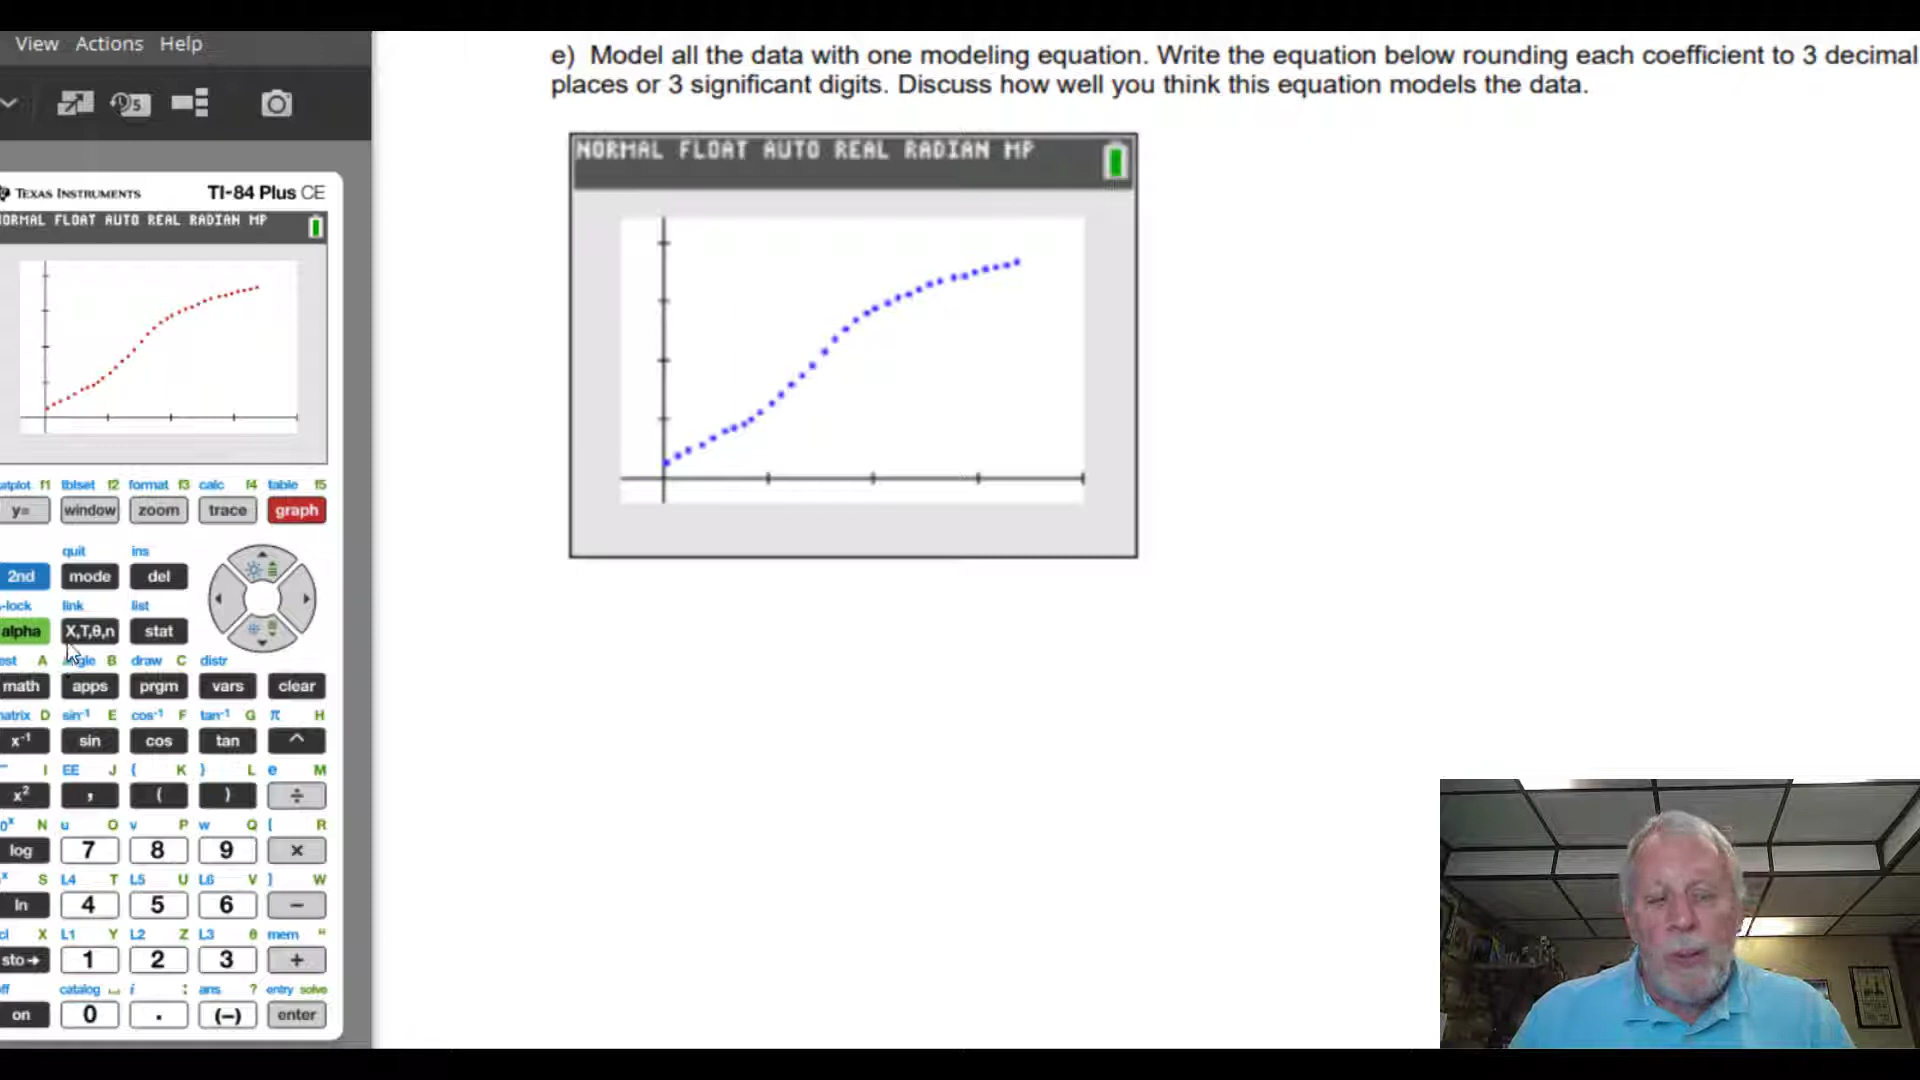 View Actions Help
e) Model all the data with one modeling equation. Write the equation below rounding each coefficient to 3 decimal
places or 3 significant digits. Discuss how well you think this equation models the data.
NORMAL FLOAT AUTO REAL RADIAN MP
TEXAS INSTRUMENTS TI-84 Plus CE
NORMAL FLOAT AUTO REAL RADIAN MP
f1 tblset f2 format f3 calc f4 table f5
y= window zoom trace graph
quit ins
2nd mode del
-lock link list
alpha X,T,θ,n stat
A angle B draw C distr
math apps prgm vars clear
D sin-1 E cos-1 F tan-1 G π H
x-1 sin cos tan ^
I EE J { K } L e M
x2 , ( ) ÷
N u O v P w Q [ R
log 7 8 9 ×
S L4 T L5 U L6 V ] W
ln 4 5 6 −
X L1 Y L2 Z L3 θ mem "
sto→ 1 2 3 +
catalog i : ans ? entry solve
on 0 . (−) enter